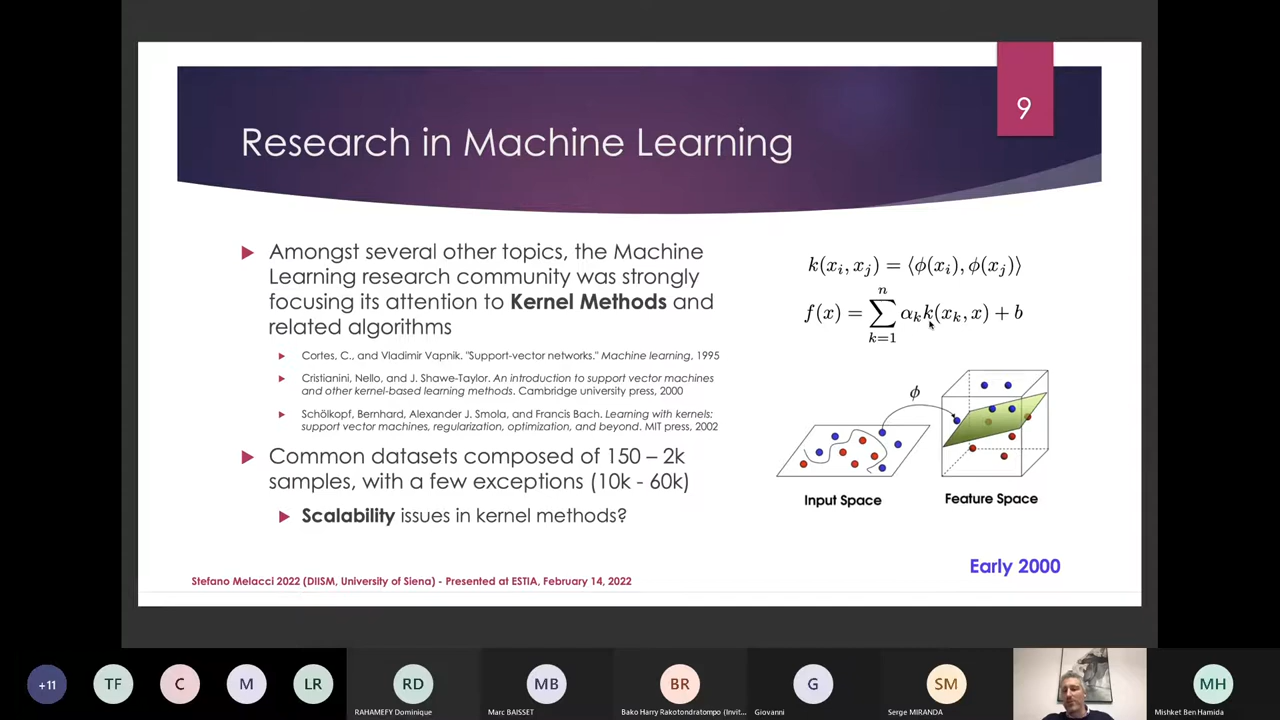 9
Research in Machine Learning
Amongst several other topics, the Machine
Learning research community was strongly
focusing its attention to Kernel Methods and
related algorithms
Cortes, C., and Vladimir Vapnik. "Support-vector networks." Machine learning, 1995
Cristianini, Nello, and J. Shawe-Taylor. An introduction to support vector machines
and other kernel-based learning methods. Cambridge university press, 2000
Schölkopf, Bernhard, Alexander J. Smola, and Francis Bach. Learning with kernels:
support vector machines, regularization, optimization, and beyond. MIT press, 2002
Common datasets composed of 150 – 2k
samples, with a few exceptions (10k - 60k)
Scalability issues in kernel methods?
k(x_i, x_j) = ⟨ϕ(x_i), ϕ(x_j)⟩
f(x) = ∑_{k=1}^{n} α_k k(x_k, x) + b
ϕ
Input Space
Feature Space
Early 2000
Stefano Melacci 2022 (DIISM, University of Siena) - Presented at ESTIA, February 14, 2022
+11
TF
C
M
LR
RD
RAHAMEFY Dominique
MB
Marc BAISSET
BR
Bako Harry Rakotondratompo (Invit...
G
Giovanni
SM
Serge MIRANDA
MH
Mishket Ben Hamida